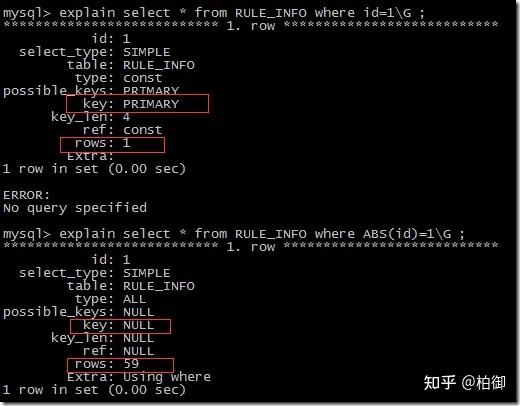 mysql> explain select * from RULE_INFO where id=1\G ;
*************************** 1. row ***************************
id: 1
select_type: SIMPLE
table: RULE_INFO
type: const
possible_keys: PRIMARY
key: PRIMARY
key_len: 4
ref: const
rows: 1
Extra:
1 row in set (0.00 sec)
ERROR:
No query specified
mysql> explain select * from RULE_INFO where ABS(id)=1\G ;
*************************** 1. row ***************************
id: 1
select_type: SIMPLE
table: RULE_INFO
type: ALL
possible_keys: NULL
key: NULL
key_len: NULL
ref: NULL
rows: 59
Extra: Using where
1 row in set (0.00 sec)
知乎 @柏御